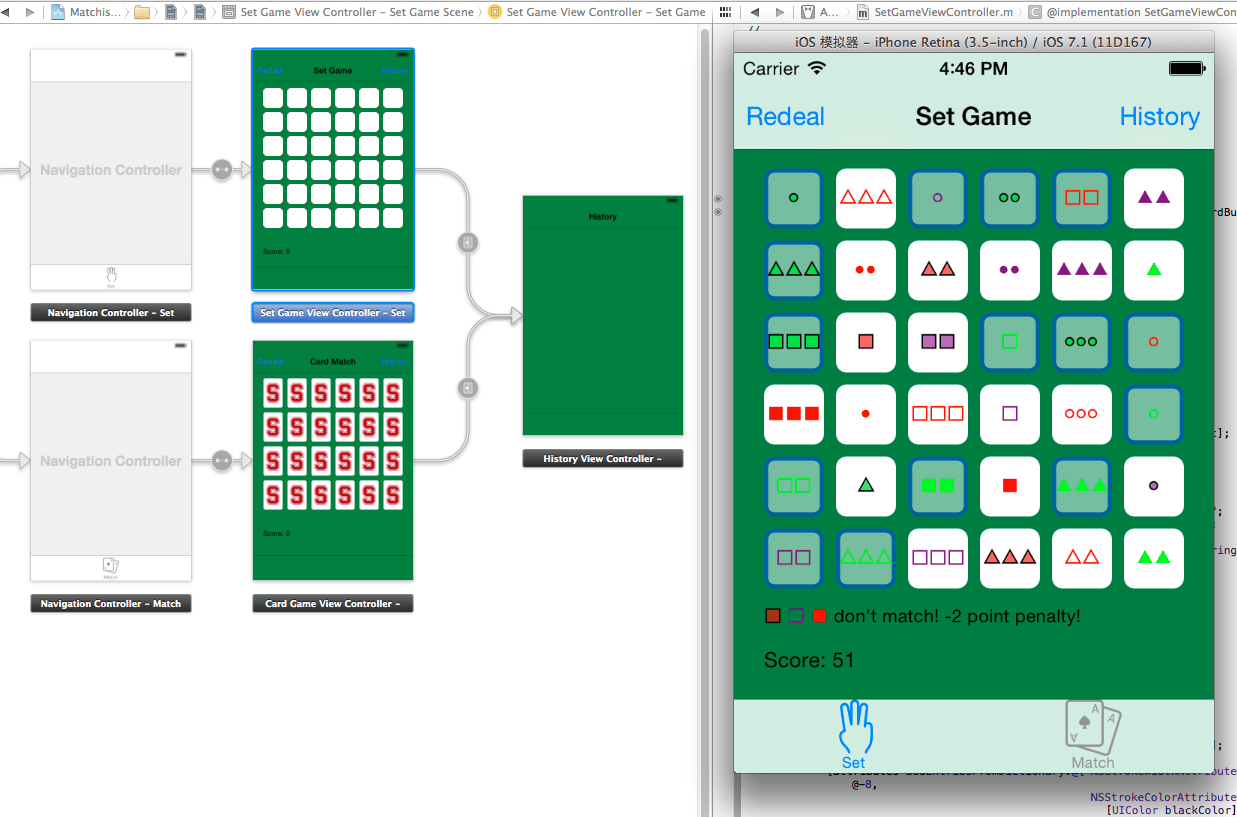 Matchis...
Set Game View Controller – Set Game Scene
Set Game View Controller – Set Game
A...
SetGameViewController.m
@implementation SetGameViewCon
//
Navigation Controller
Set
Navigation Controller – Set
Redeal
Set Game
History
Score: 0
Set Game View Controller – Set
Navigation Controller
Match
Navigation Controller – Match
Redeal
Card Match
History
Score: 0
Card Game View Controller –
History
History View Controller –
iOS 模拟器 – iPhone Retina (3.5-inch) / iOS 7.1 (11D167)
Carrier
4:46 PM
Redeal
Set Game
History
don't match! -2 point penalty!
Score: 51
Set
Match
rdBu
t];
";
ring
];
@-8,
NSStrokeColorAttribute
[UIColor blackColor]